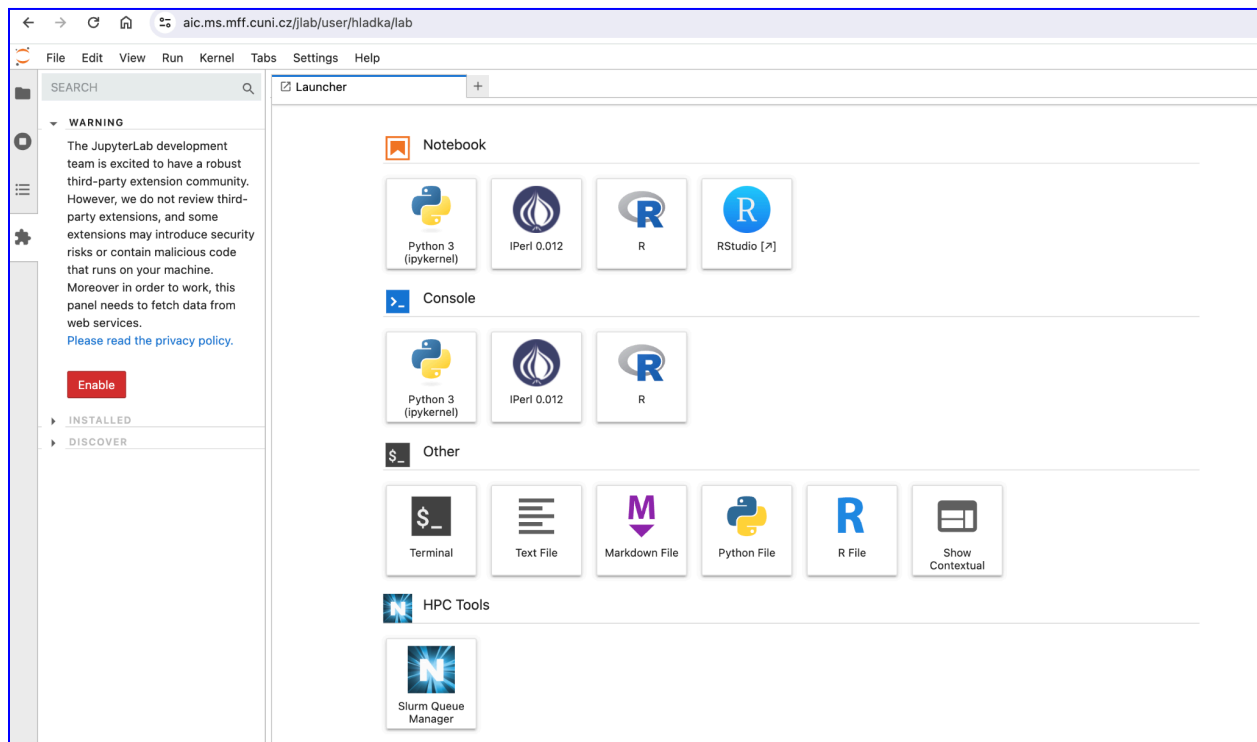 aic.ms.mff.cuni.cz/jlab/user/hladka/lab
File Edit View Run Kernel Tabs Settings Help
SEARCH
Launcher
WARNING
The JupyterLab development
team is excited to have a robust
third-party extension community.
However, we do not review third-
party extensions, and some
extensions may introduce security
risks or contain malicious code
that runs on your machine.
Moreover in order to work, this
panel needs to fetch data from
web services.
Please read the privacy policy.
Enable
INSTALLED
DISCOVER
Notebook
Python 3
(ipykernel)
IPerl 0.012
R
R
R
RStudio [↗]
Console
>_
Python 3
(ipykernel)
IPerl 0.012
R
R
$_ Other
$_
Terminal
Text File
M
Markdown File
Python File
R
R File
Show
Contextual
N HPC Tools
N
Slurm Queue
Manager